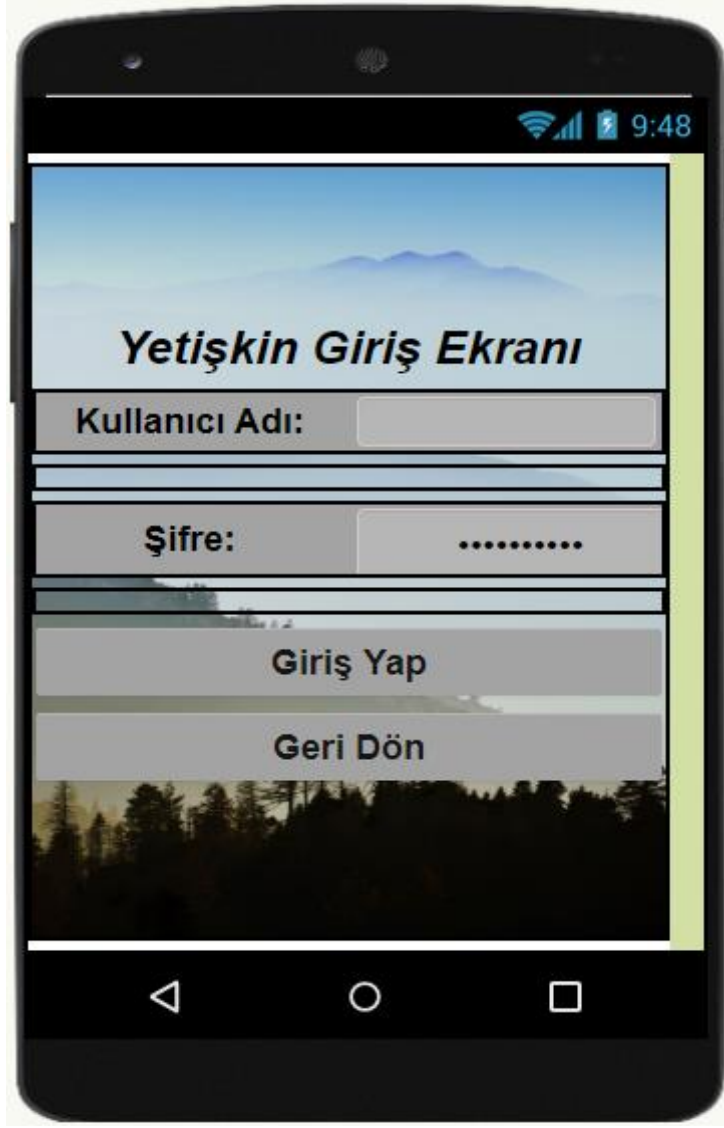 9:48
Yetişkin Giriş Ekranı
Kullanıcı Adı:
Şifre: ••••••••••
Giriş Yap
Geri Dön